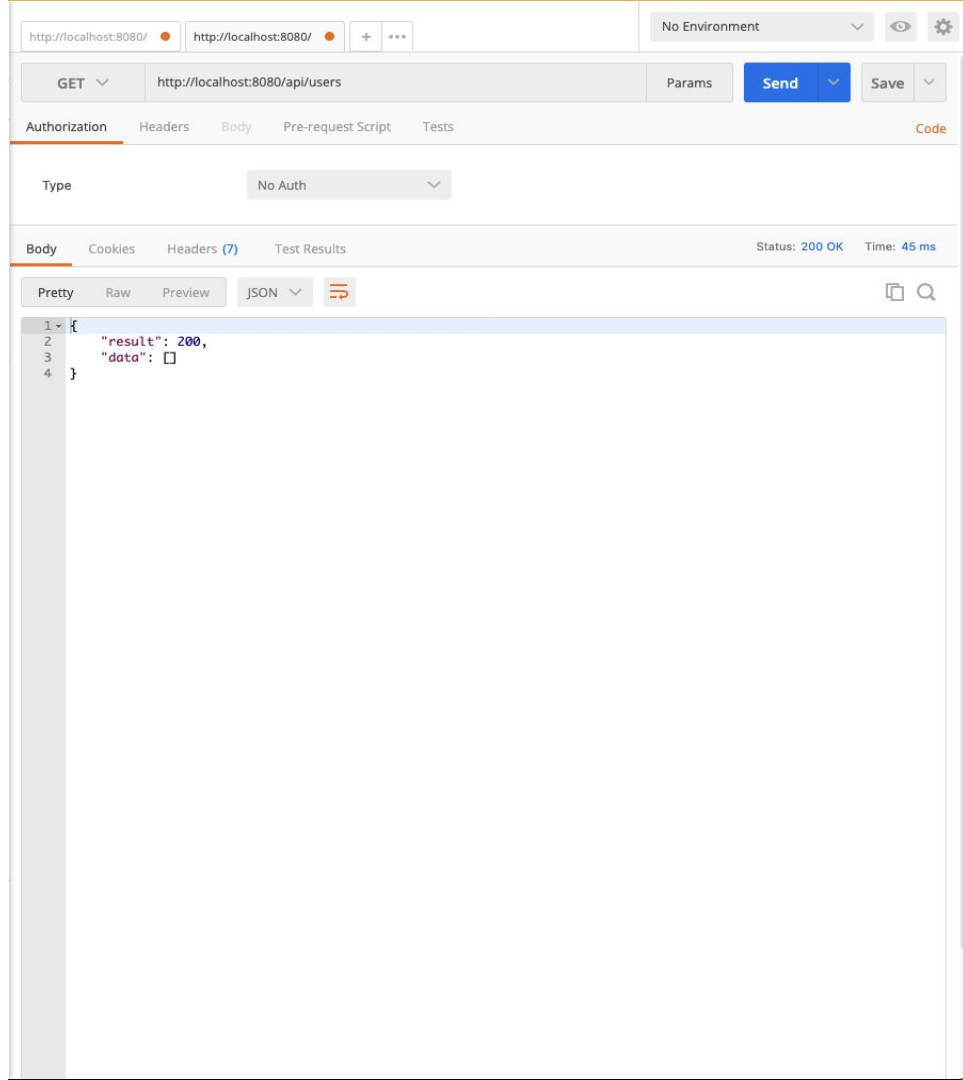 http://localhost:8080/ http://localhost:8080/ + ••• No Environment
GET http://localhost:8080/api/users Params Send Save
Authorization Headers Body Pre-request Script Tests Code
Type No Auth
Body Cookies Headers (7) Test Results Status: 200 OK Time: 45 ms
Pretty Raw Preview JSON
1 {
2 "result": 200,
3 "data": []
4 }